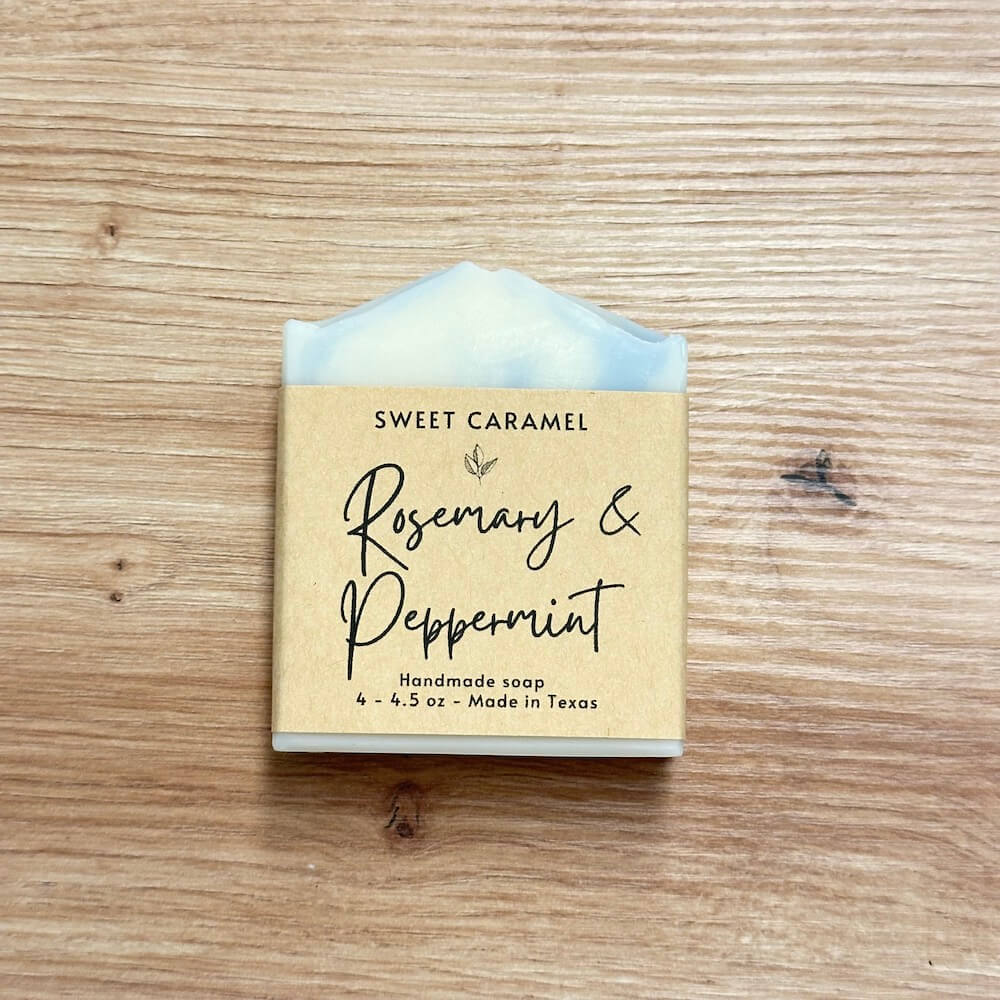 SWEET CARAMEL
Rosemary &
Peppermint
Handmade soap
4 - 4.5 oz - Made in Texas